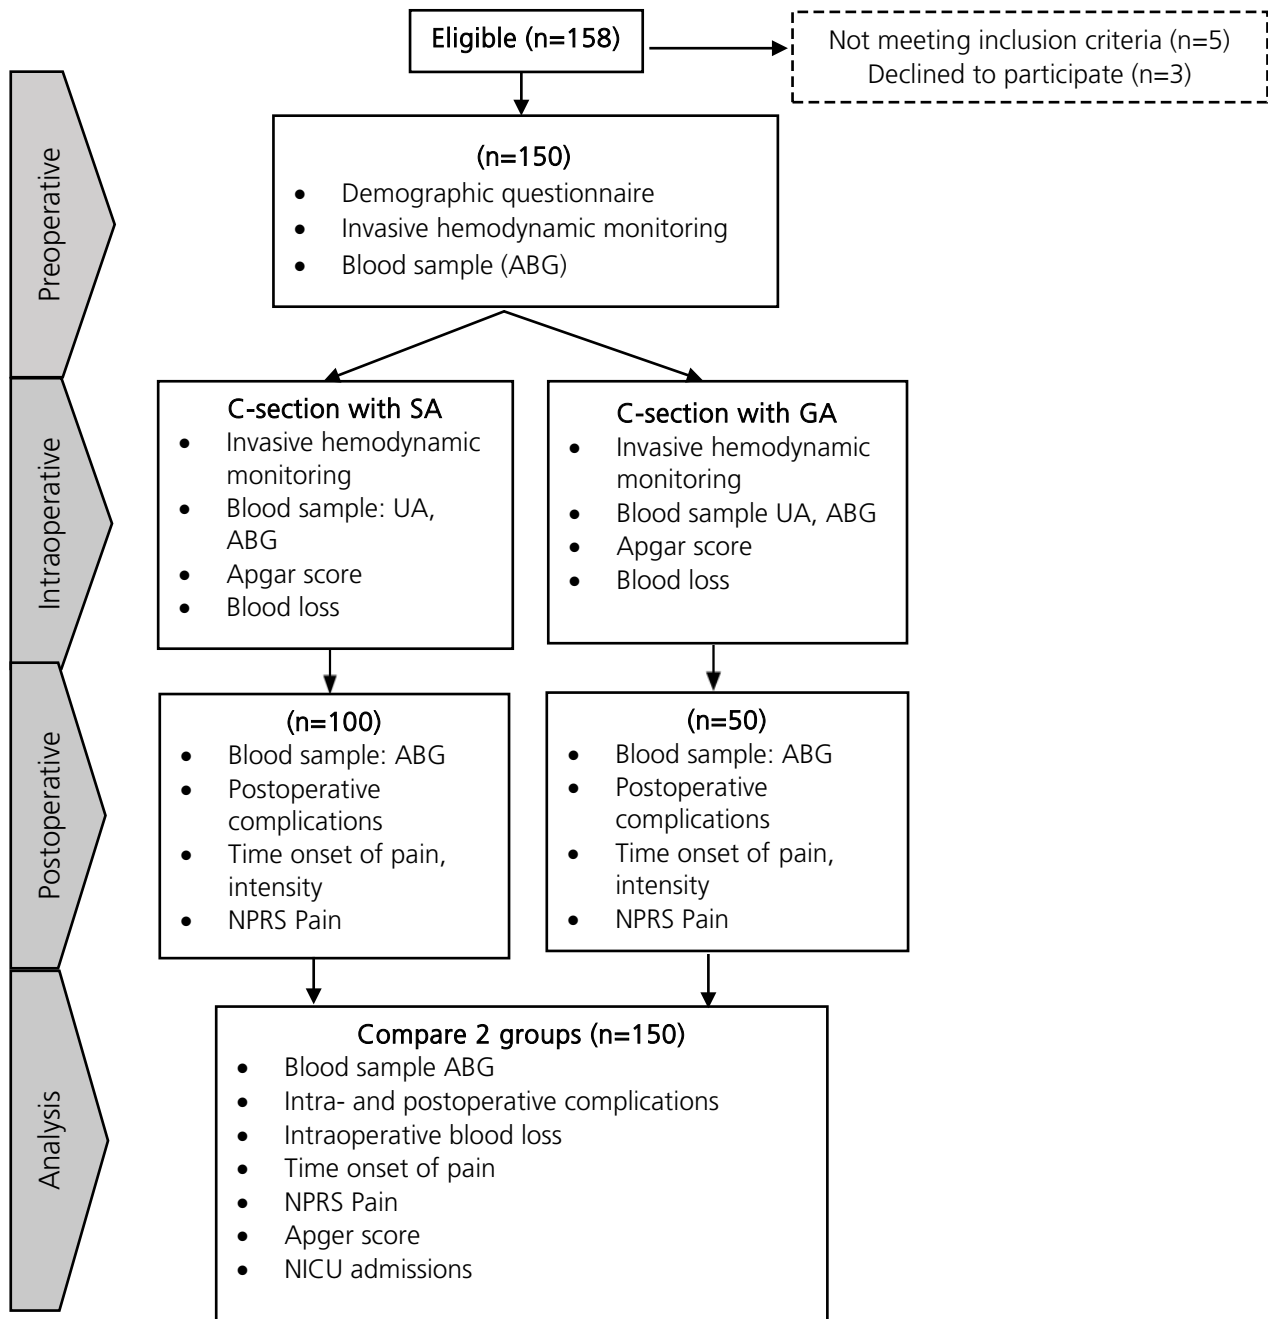 Eligible (n=158)
Not meeting inclusion criteria (n=5)
Declined to participate (n=3)
Preoperative
(n=150)
• Demographic questionnaire
• Invasive hemodynamic monitoring
• Blood sample (ABG)
Intraoperative
C-section with SA
• Invasive hemodynamic
monitoring
• Blood sample: UA,
ABG
• Apgar score
• Blood loss
C-section with GA
• Invasive hemodynamic
monitoring
• Blood sample UA, ABG
• Apgar score
• Blood loss
Postoperative
(n=100)
• Blood sample: ABG
• Postoperative
complications
• Time onset of pain,
intensity
• NPRS Pain
(n=50)
• Blood sample: ABG
• Postoperative
complications
• Time onset of pain,
intensity
• NPRS Pain
Analysis
Compare 2 groups (n=150)
• Blood sample ABG
• Intra- and postoperative complications
• Intraoperative blood loss
• Time onset of pain
• NPRS Pain
• Apger score
• NICU admissions